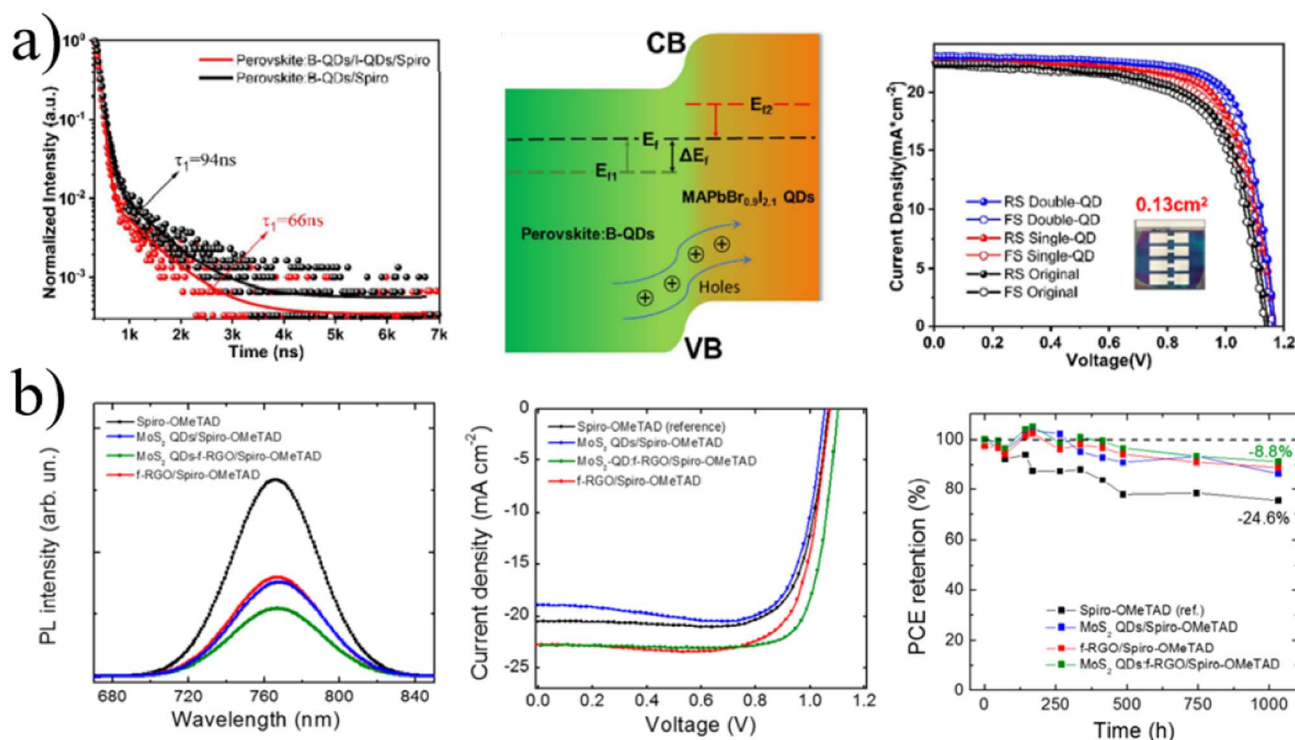 a)
10⁰
10⁻¹
10⁻²
10⁻³
Normalized Intensity (a.u.)
Perovskite:B-QDs/I-QDs/Spiro
Perovskite:B-QDs/Spiro
τ₁=94ns
τ₁=66ns
1k 2k 3k 4k 5k 6k 7k
Time (ns)
CB
E_f2
E_f
ΔE_f
E_f1
MAPbBr₀.₉I₂.₁ QDs
Perovskite:B-QDs
Holes
VB
Current Density(mA*cm⁻²)
20
15
10
5
0
RS Double-QD
FS Double-QD
RS Single-QD
FS Single-QD
RS Original
FS Original
0.13cm²
0.0 0.2 0.4 0.6 0.8 1.0 1.2
Voltage(V)
b)
PL intensity (arb. un.)
Spiro-OMeTAD
MoS₂ QDs/Spiro-OMeTAD
MoS₂ QDs-f-RGO/Spiro-OMeTAD
f-RGO/Spiro-OMeTAD
680 720 760 800 840
Wavelength (nm)
Current density (mA cm⁻²)
0
-5
-10
-15
-20
-25
Spiro-OMeTAD (reference)
MoS₂ QDs/Spiro-OMeTAD
MoS₂-QD:f-RGO/Spiro-OMeTAD
f-RGO/Spiro-OMeTAD
0.0 0.2 0.4 0.6 0.8 1.0 1.2
Voltage (V)
PCE retention (%)
120
100
80
60
40
20
0
-8.8%
-24.6%
Spiro-OMeTAD (ref.)
MoS₂ QDs/Spiro-OMeTAD
f-RGO/Spiro-OMeTAD
MoS₂ QDs:f-RGO/Spiro-OMeTAD
0 250 500 750 1000
Time (h)